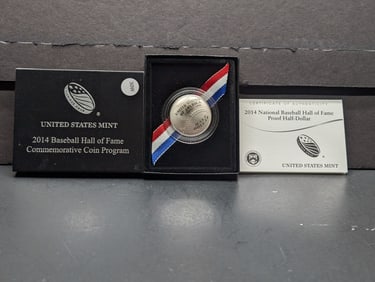 UNITED STATES MINT
2014 Baseball Hall of Fame
Commemorative Coin Program
CERTIFICATE OF AUTHENTICITY
2014 National Baseball Hall of Fame
Proof Half-Dollar
UNITED STATES MINT